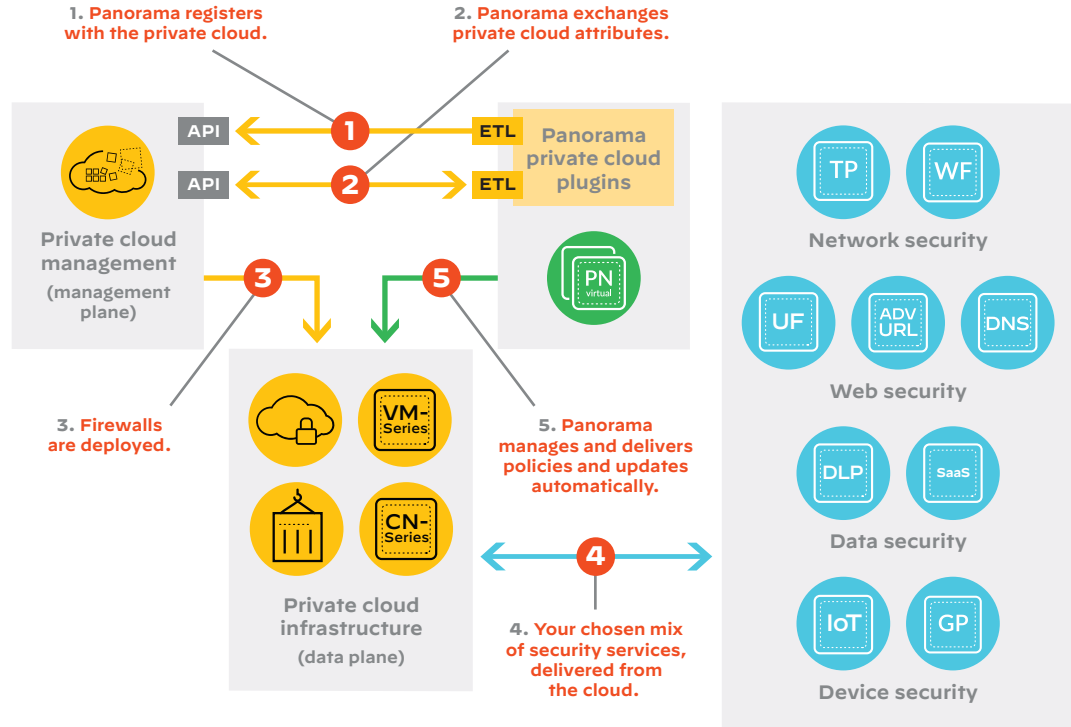 1. Panorama registers
with the private cloud.
2. Panorama exchanges
private cloud attributes.
API
1
ETL
API
2
ETL
Panorama
private cloud
plugins
Private cloud
management
(management
plane)
3
5
PN
virtual
3. Firewalls
are deployed.
VM-
Series
CN-
Series
Private cloud
infrastructure
(data plane)
5. Panorama
manages and delivers
policies and updates
automatically.
4
4. Your chosen mix
of security services,
delivered from
the cloud.
TP
WF
Network security
UF
ADV
URL
DNS
Web security
DLP
SaaS
Data security
IoT
GP
Device security